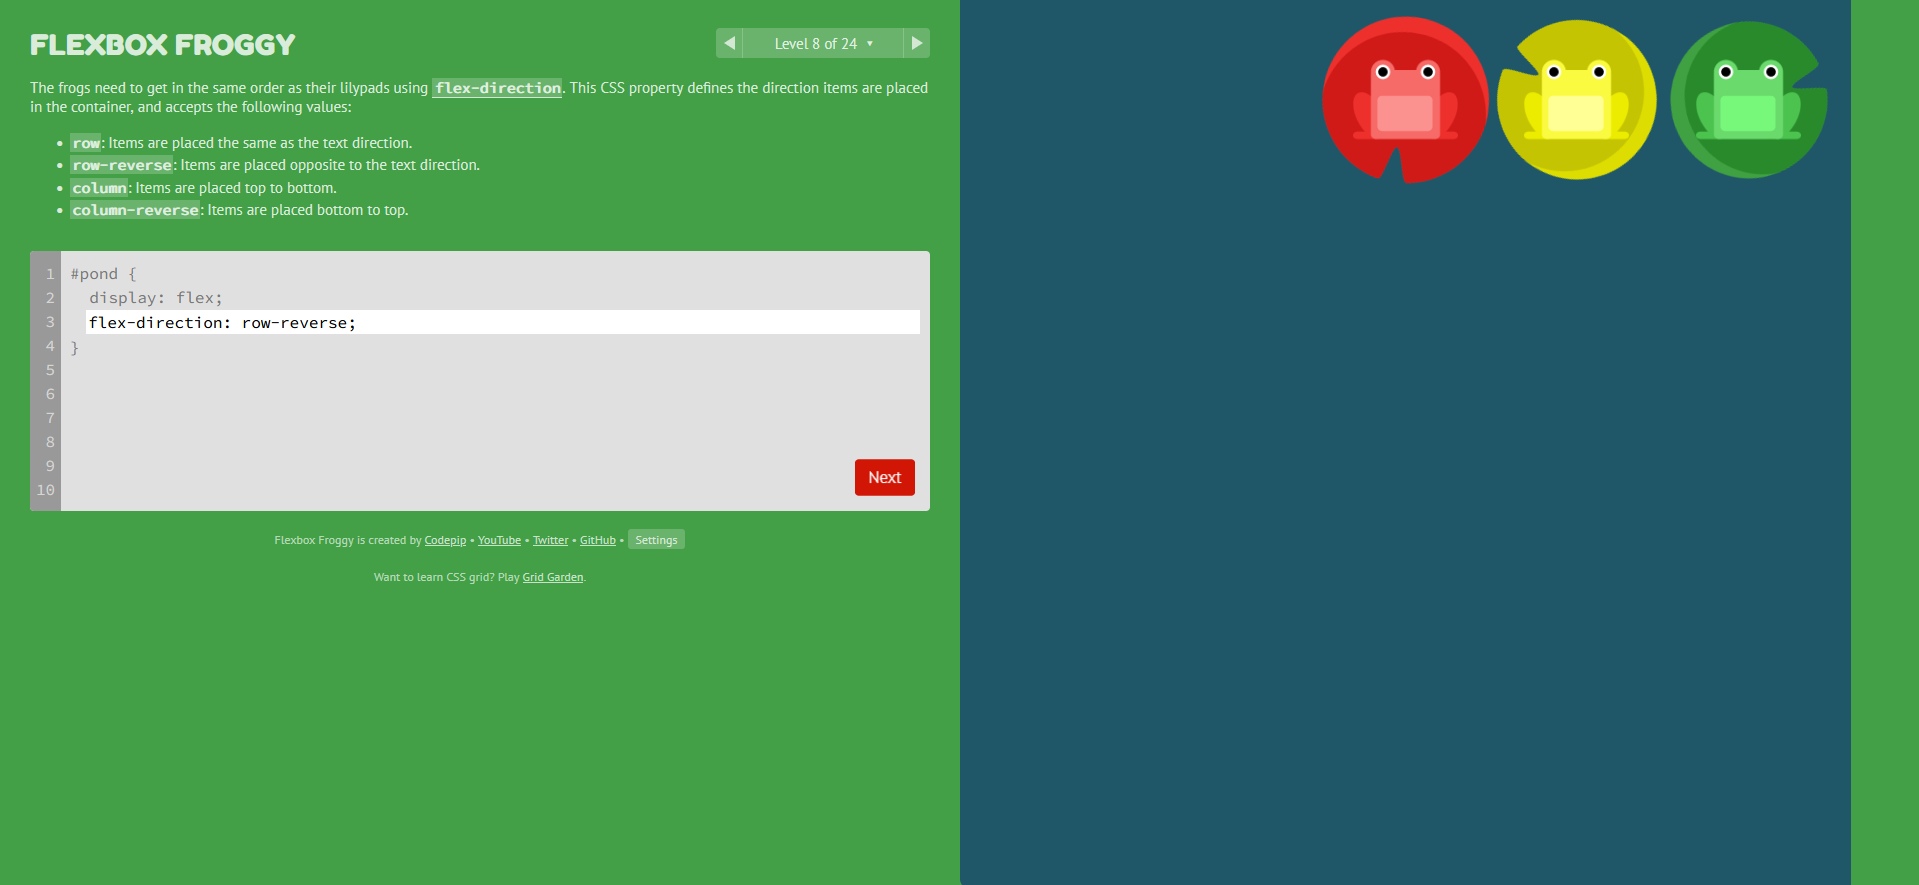 FLEXBOX FROGGY
◀ Level 8 of 24 ▾ ▶
The frogs need to get in the same order as their lilypads using flex-direction. This CSS property defines the direction items are placed
in the container, and accepts the following values:
• row: Items are placed the same as the text direction.
• row-reverse: Items are placed opposite to the text direction.
• column: Items are placed top to bottom.
• column-reverse: Items are placed bottom to top.
1 #pond {
2 display: flex;
3 flex-direction: row-reverse;
4 }
5
6
7
8
9
10
Next
Flexbox Froggy is created by Codepip • YouTube • Twitter • GitHub • Settings
Want to learn CSS grid? Play Grid Garden.